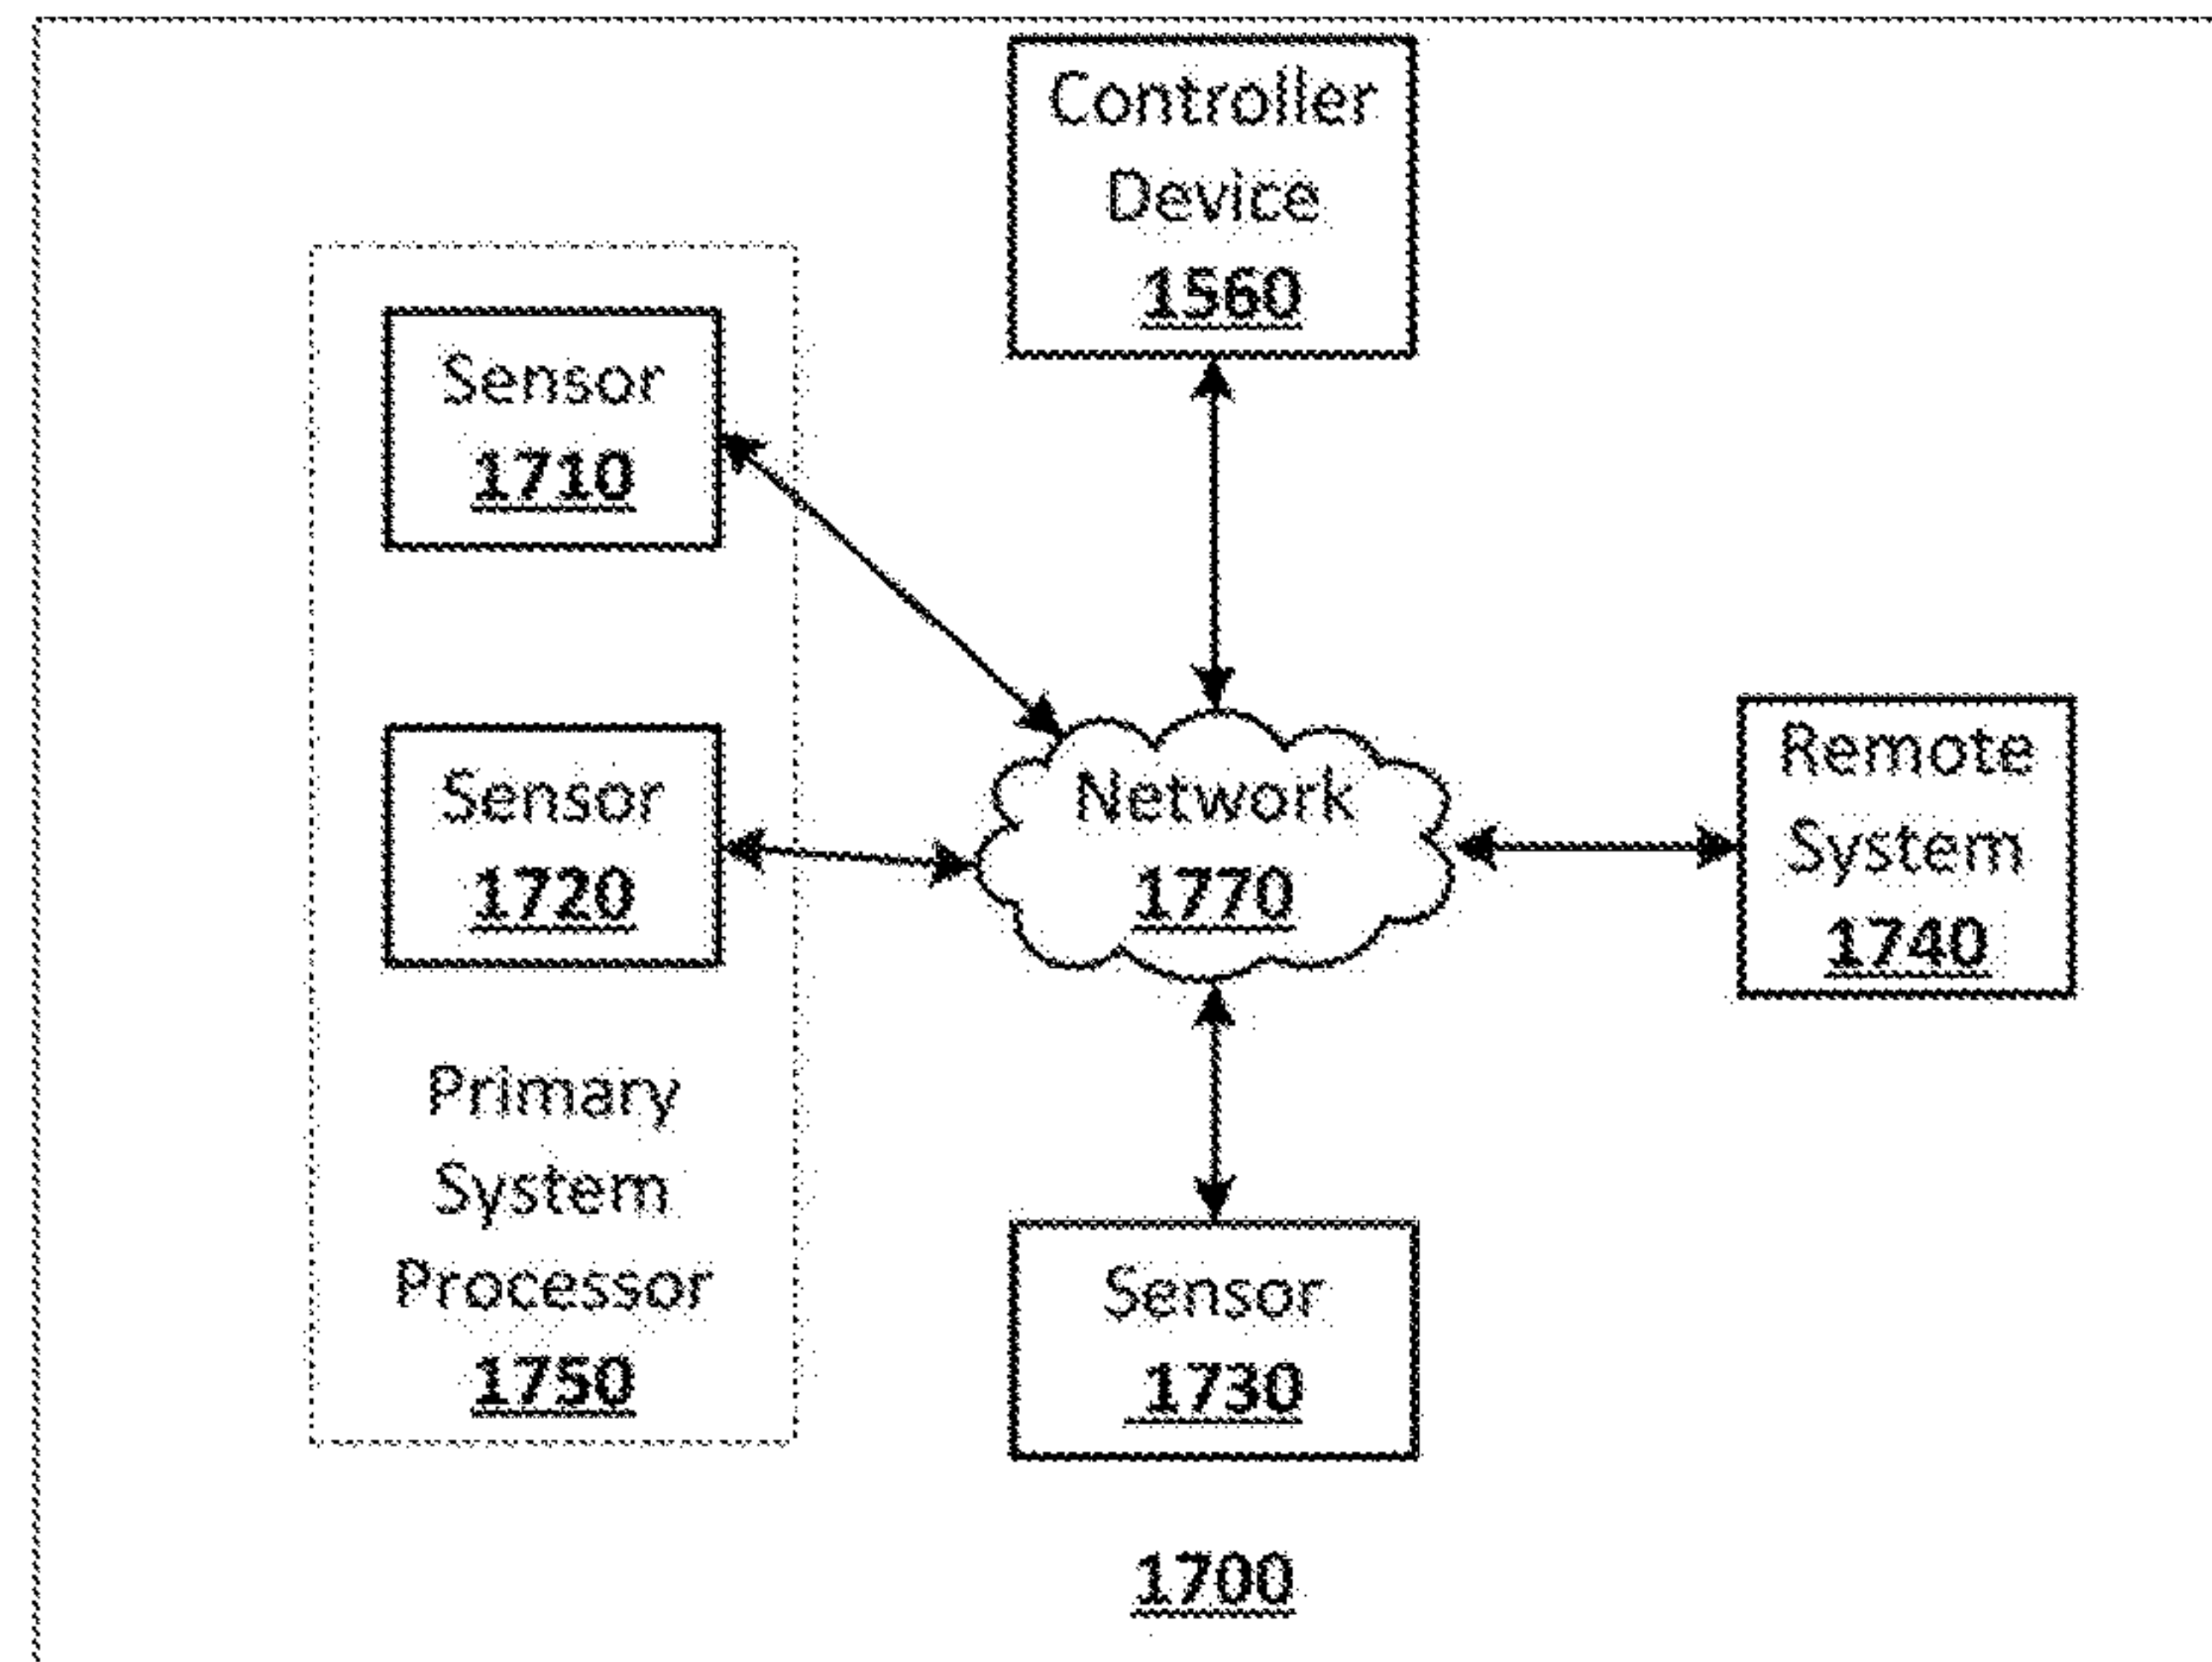 Controller
Device
1560
Sensor
1710
Sensor
1720
Primary
System
Processor
1750
Network
1770
Remote
System
1740
Sensor
1730
1700